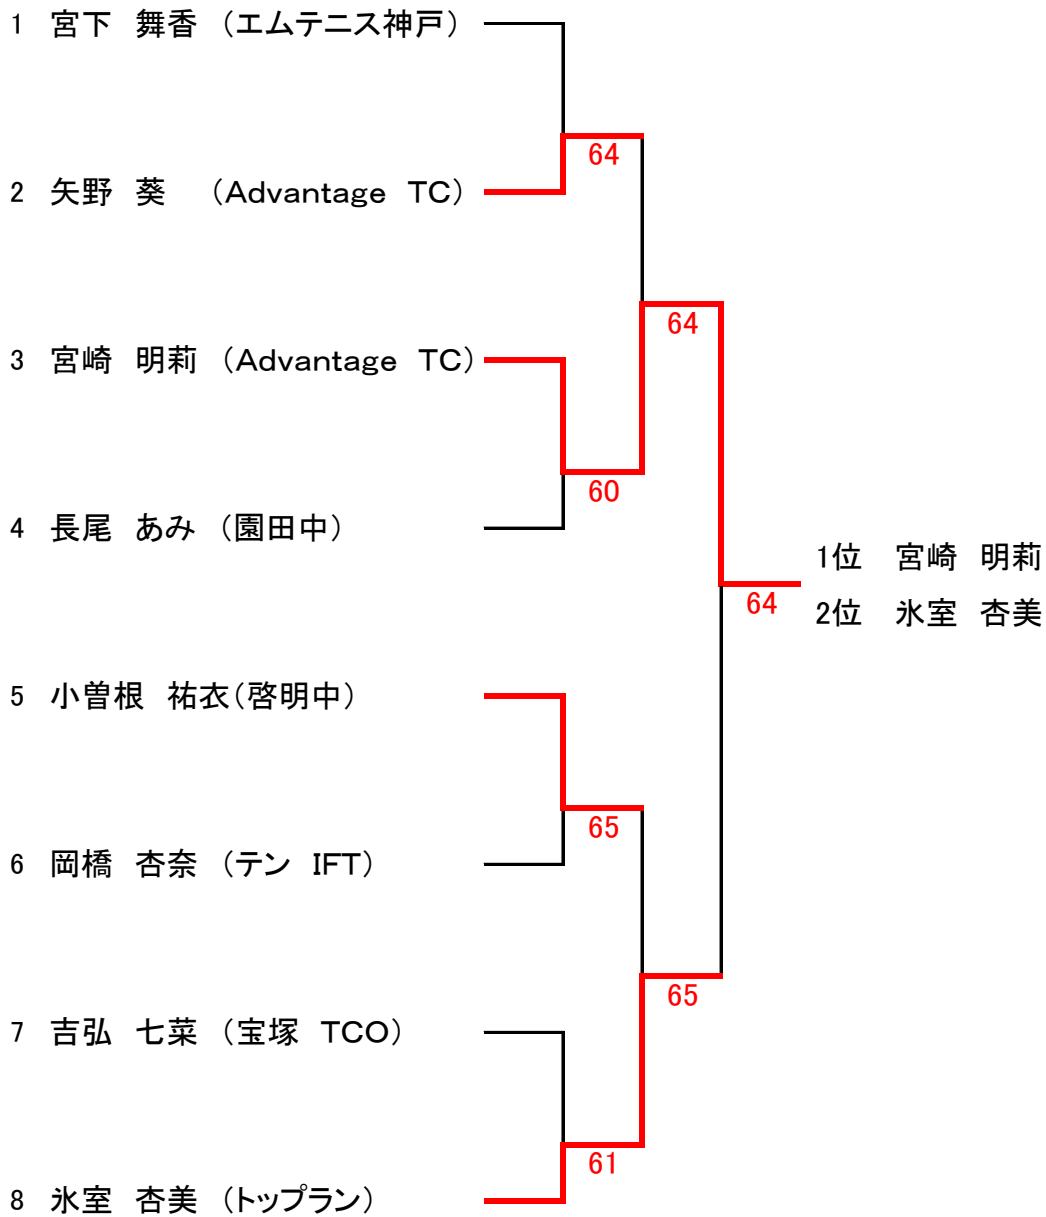 1 宮下 舞香 （エムテニス神戸）
64
2 矢野 葵 （Advantage TC）
64
3 宮崎 明莉 （Advantage TC）
60
4 長尾 あみ （園田中）
1位 宮崎 明莉
64
2位 氷室 杏美
5 小曽根 祐衣（啓明中）
65
6 岡橋 杏奈 （テン IFT）
65
7 吉弘 七菜 （宝塚 TCO）
61
8 氷室 杏美 （トップラン）